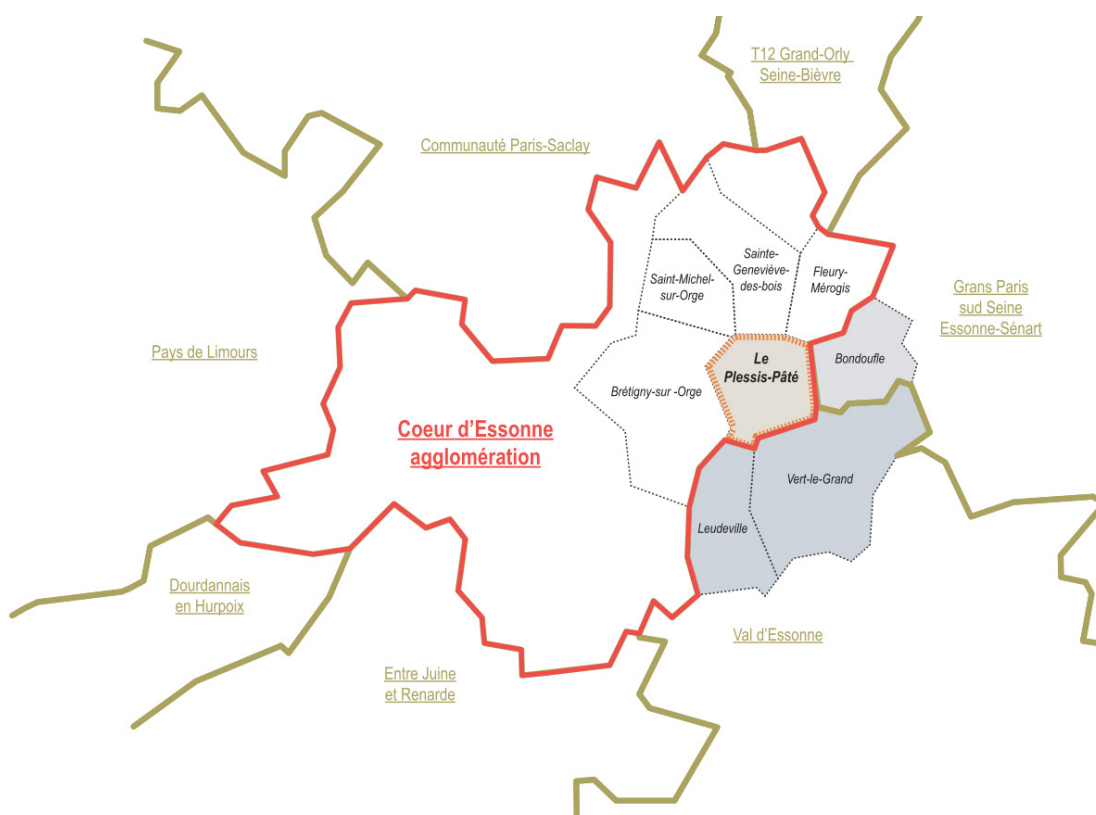 T12 Grand-Orly
Seine-Bièvre
Communauté Paris-Saclay
Sainte-
Geneviève-
des-bois
Saint-Michel-
sur-Orge
Fleury-
Mérogis
Grans Paris
sud Seine
Essonne-Sénart
Pays de Limours
Le
Plessis-Pâté
Bondoufle
Brétigny-sur -Orge
Coeur d'Essonne
agglomération
Vert-le-Grand
Leudeville
Dourdannais
en Hurpoix
Val d'Essonne
Entre Juine
et Renarde